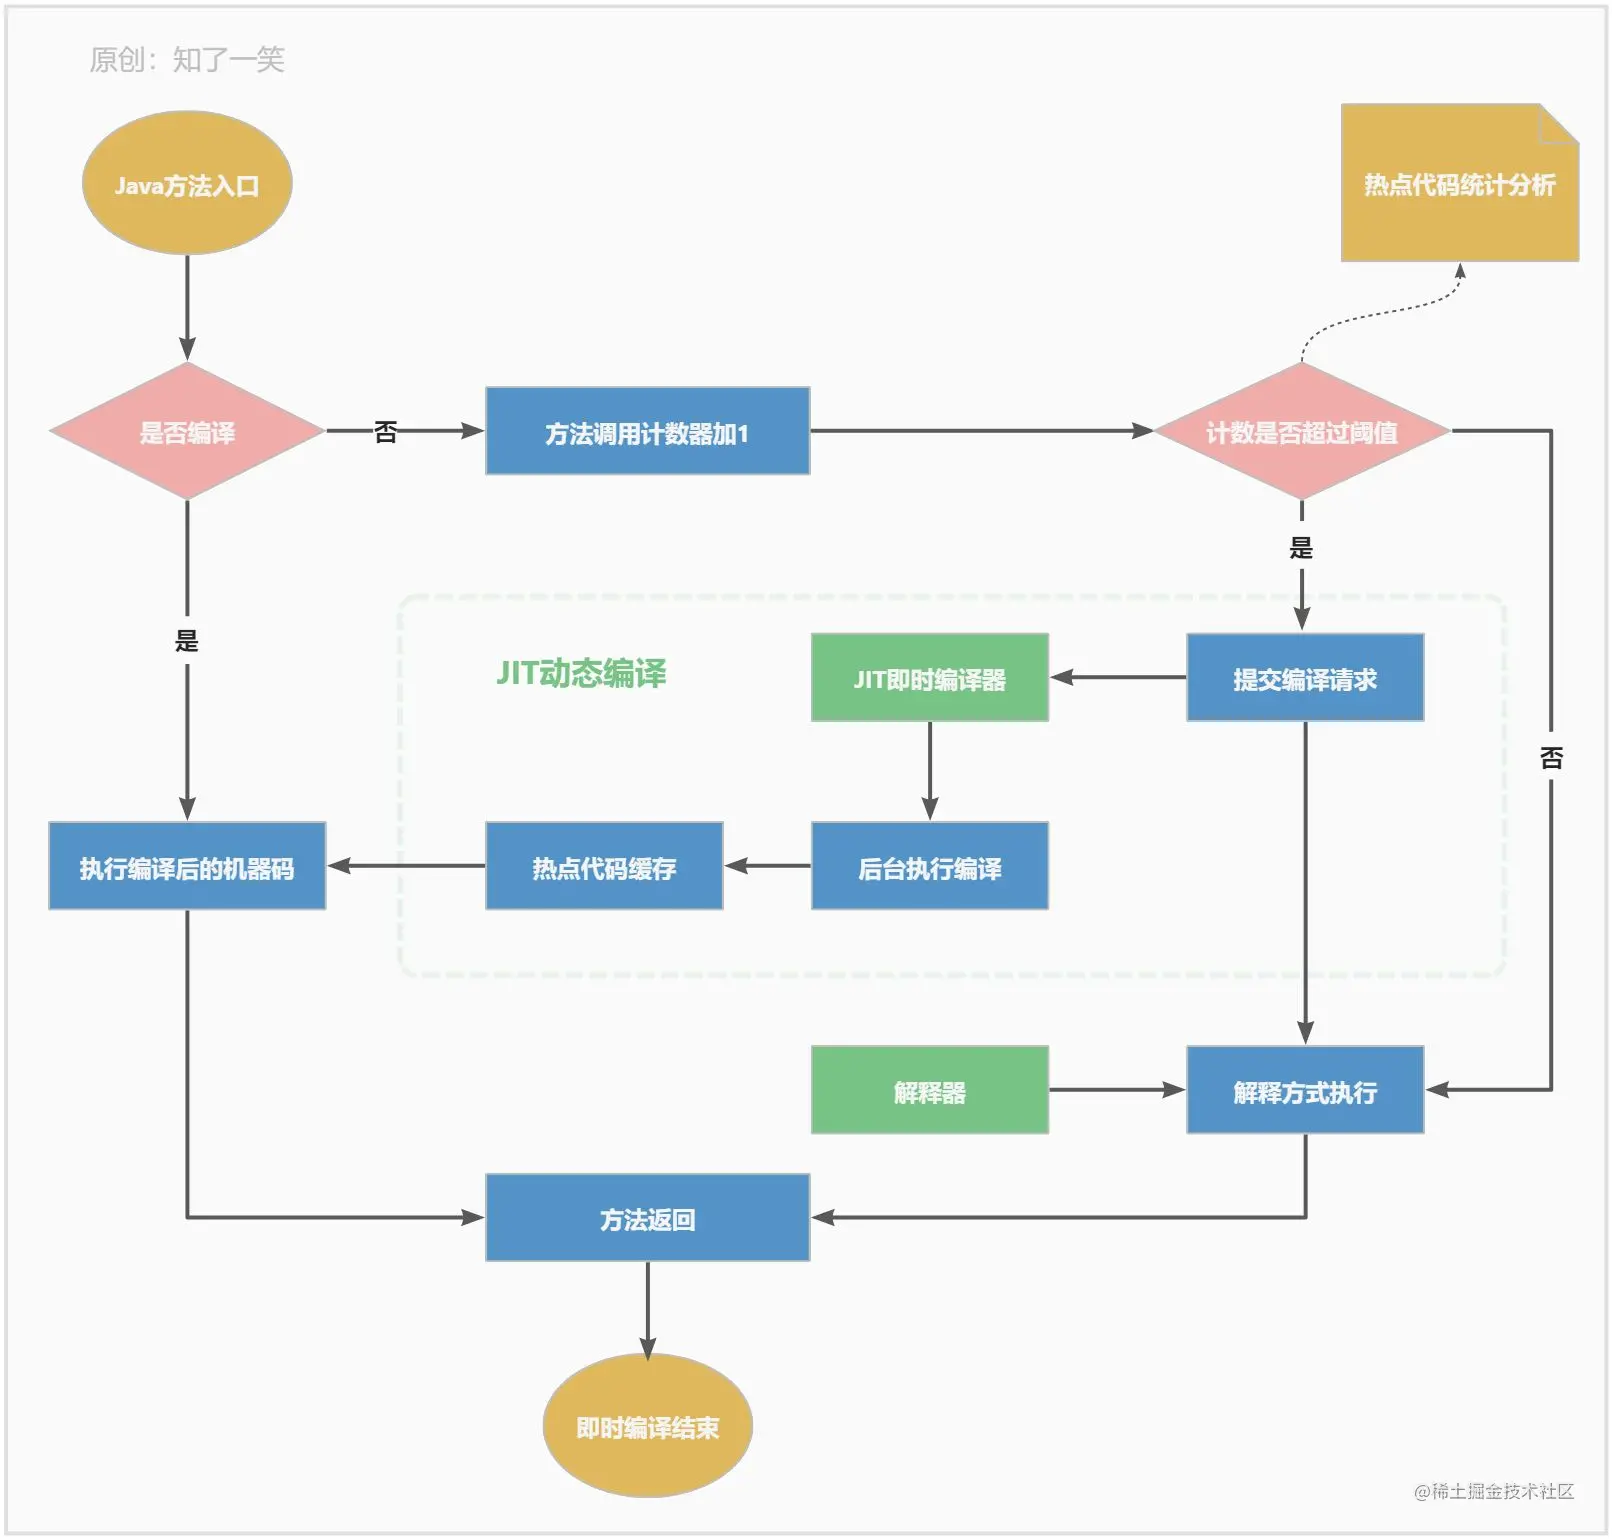 原创：知了一笑
Java方法入口
热点代码统计分析
是否编译
否
方法调用计数器加1
计数是否超过阈值
是
是
否
JIT动态编译
JIT即时编译器
提交编译请求
执行编译后的机器码
热点代码缓存
后台执行编译
解释器
解释方式执行
方法返回
即时编译结束
@稀土掘金技术社区